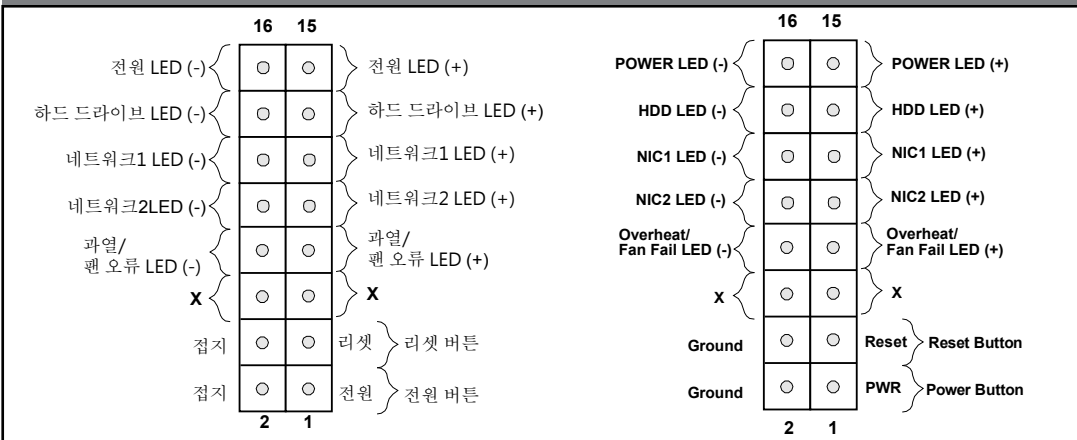 16 15
전원 LED (-) 전원 LED (+)
하드 드라이브 LED (-) 하드 드라이브 LED (+)
네트워크1 LED (-) 네트워크1 LED (+)
네트워크2LED (-) 네트워크2 LED (+)
과열/ 과열/
팬 오류 LED (-) 팬 오류 LED (+)
X X
접지 리셋 리셋 버튼
접지 전원 전원 버튼
2 1
16 15
POWER LED (-) POWER LED (+)
HDD LED (-) HDD LED (+)
NIC1 LED (-) NIC1 LED (+)
NIC2 LED (-) NIC2 LED (+)
Overheat/ Overheat/
Fan Fail LED (-) Fan Fail LED (+)
X X
Ground Reset Reset Button
Ground PWR Power Button
2 1